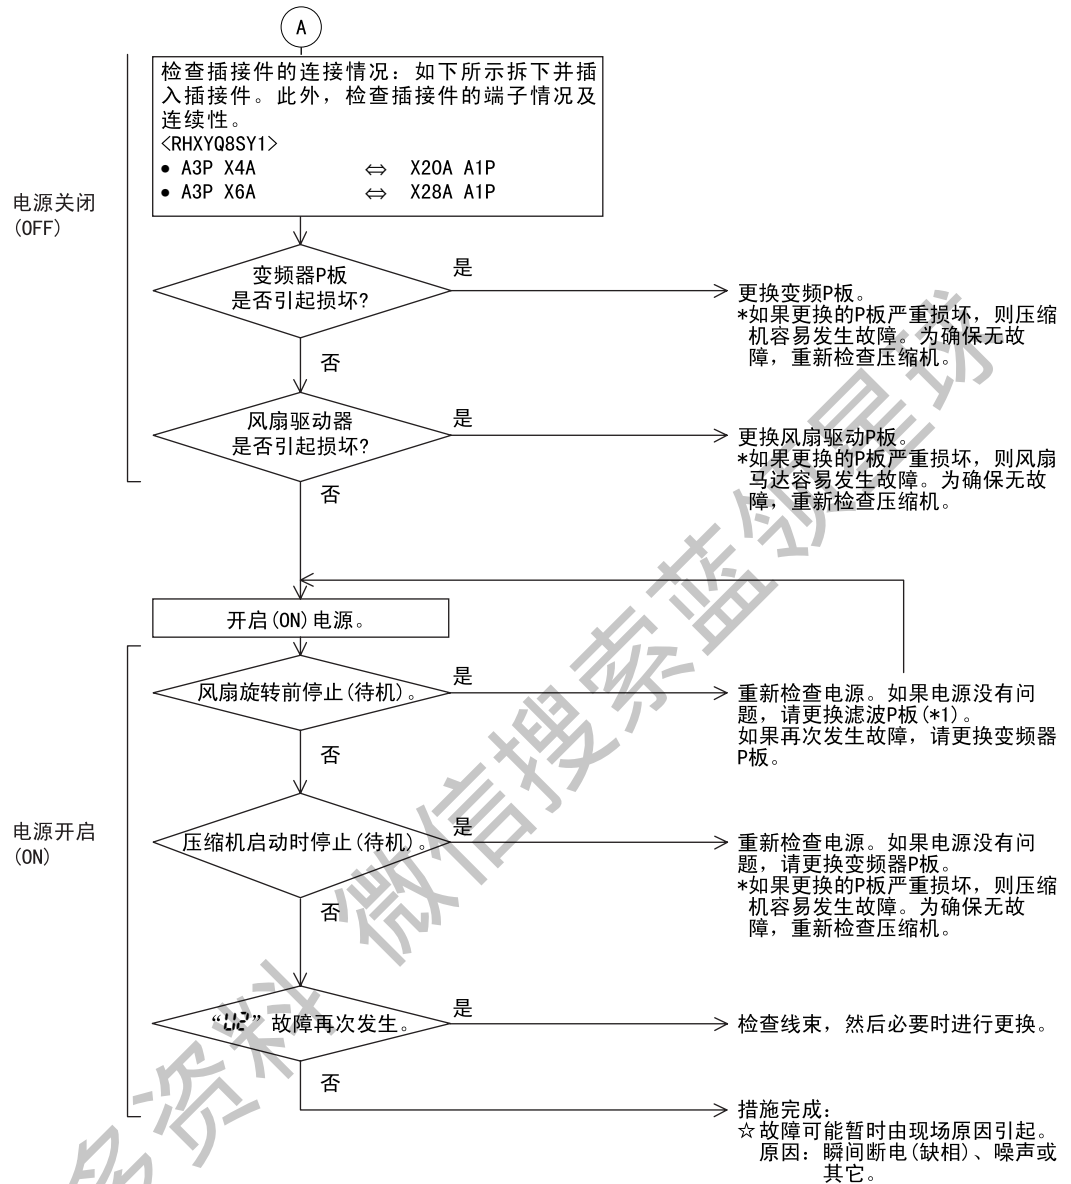 A
检查插接件的连接情况：如下所示拆下并插
入插接件。此外，检查插接件的端子情况及
连续性。
<RHXYQ8SY1>
● A3P X4A ⇔ X20A A1P
● A3P X6A ⇔ X28A A1P
电源关闭
(OFF)
变频器P板
是否引起损坏?
是
更换变频P板。
*如果更换的P板严重损坏，则压缩
机容易发生故障。为确保无故
障，重新检查压缩机。
否
风扇驱动器
是否引起损坏?
是
更换风扇驱动P板。
*如果更换的P板严重损坏，则风扇
马达容易发生故障。为确保无故
障，重新检查压缩机。
否
开启(ON)电源。
风扇旋转前停止(待机)。
是
重新检查电源。如果电源没有问
题，请更换滤波P板(*1)。
如果再次发生故障，请更换变频器
P板。
否
电源开启
(ON)
压缩机启动时停止(待机)。
是
重新检查电源。如果电源没有问
题，请更换变频器P板。
*如果更换的P板严重损坏，则压缩
机容易发生故障。为确保无故
障，重新检查压缩机。
否
“U2”故障再次发生。
是
检查线束，然后必要时进行更换。
否
措施完成：
☆故障可能暂时由现场原因引起。
原因：瞬间断电(缺相)、噪声或
其它。
多资料 微信搜索蓝领星球